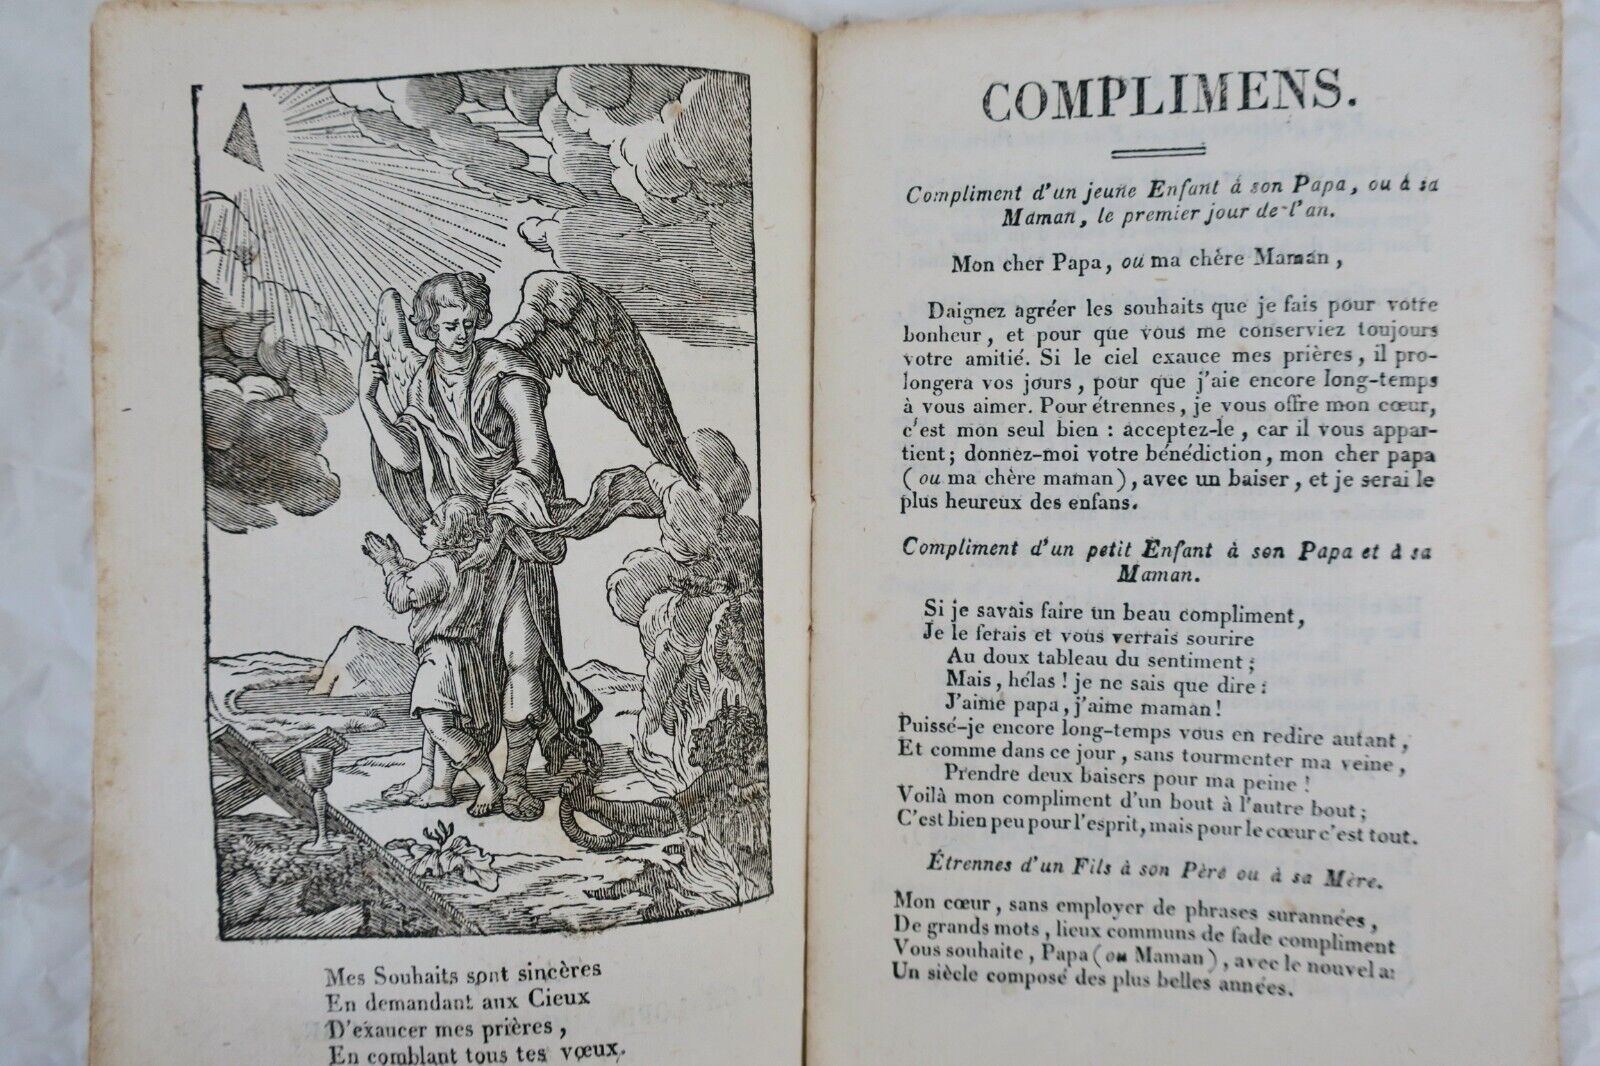 Mes Souhaits sont sincères
En demandant aux Cieux
D'exaucer mes prières,
En comblant tous tes vœux.
COMPLIMENS.
Compliment d'un jeune Enfant à son Papa, ou à sa
Maman, le premier jour de l'an.
Mon cher Papa, ou ma chère Maman,
Daignez agréer les souhaits que je fais pour votre
bonheur, et pour que vous me conserviez toujours
votre amitié. Si le ciel exauce mes prières, il pro-
longera vos jours, pour que j'aie encore long-temps
à vous aimer. Pour étrennes, je vous offre mon cœur,
c'est mon seul bien : acceptez-le, car il vous appar-
tient; donnez-moi votre bénédiction, mon cher papa
(ou ma chère maman), avec un baiser, et je serai le
plus heureux des enfans.
Compliment d'un petit Enfant à son Papa et à sa
Maman.
Si je savais faire un beau compliment,
Je le ferais et vous verrais sourire
Au doux tableau du sentiment;
Mais, hélas ! je ne sais que dire :
J'aime papa, j'aime maman !
Puissé-je encore long-temps vous en redire autant,
Et comme dans ce jour, sans tourmenter ma veine,
Prendre deux baisers pour ma peine !
Voilà mon compliment d'un bout à l'autre bout;
C'est bien peu pour l'esprit, mais pour le cœur c'est tout.
Étrennes d'un Fils à son Père ou à sa Mère.
Mon cœur, sans employer de phrases surannées,
De grands mots, lieux communs de fade compliment
Vous souhaite, Papa (ou Maman), avec le nouvel a:
Un siècle composé des plus belles années.